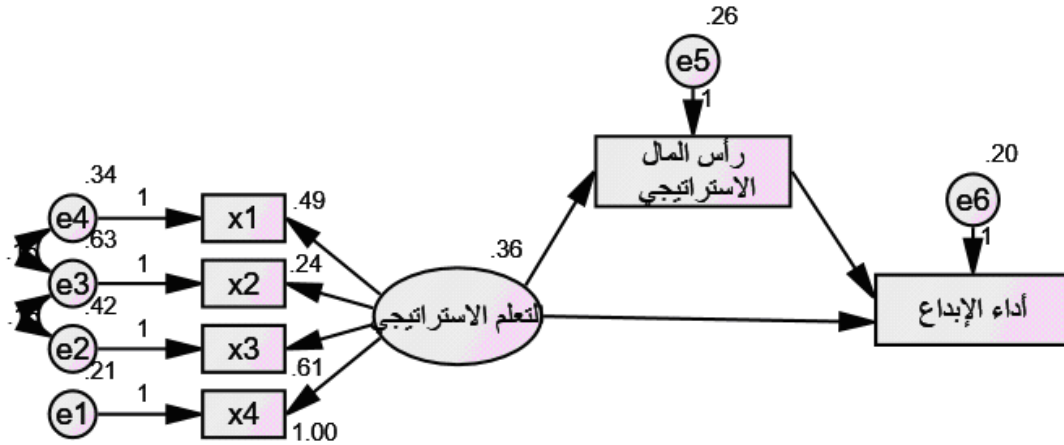 .26
e5
1
رأس المال
الاستراتيجي
.20
e6
1
أداء الإبداع
.34
e4
1
x1
.49
.63
e3
1
x2
.24
.36
التعلم الاستراتيجي
.42
e2
1
x3
.61
.21
e1
1
x4
1.00